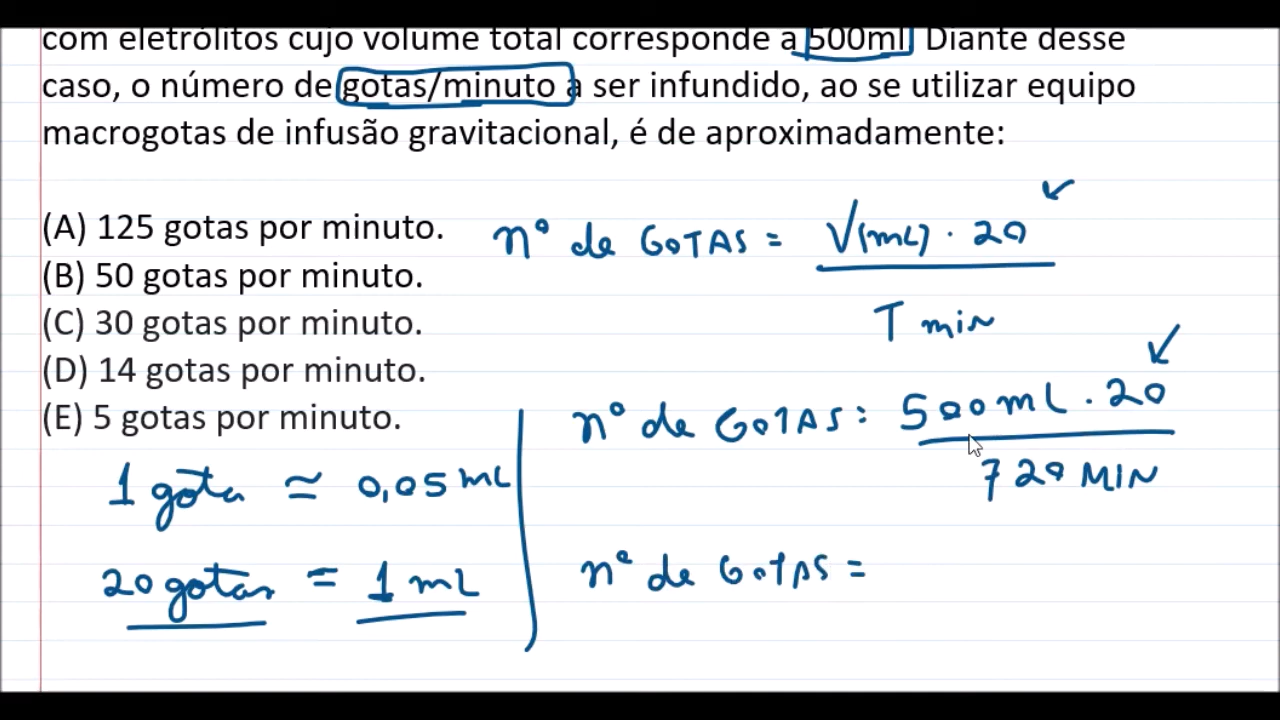 com eletrólitos cujo volume total corresponde a 500ml. Diante desse
caso, o número de gotas/minuto a ser infundido, ao se utilizar equipo
macrogotas de infusão gravitacional, é de aproximadamente:
(A) 125 gotas por minuto.
(B) 50 gotas por minuto.
(C) 30 gotas por minuto.
(D) 14 gotas por minuto.
(E) 5 gotas por minuto.
1 gota ≃ 0,05 mL
20 gotas = 1 mL
nº de GOTAS = V(mL) · 20
T min
nº de GOTAS: 500 mL · 20
720 MIN
nº de GOTAS =